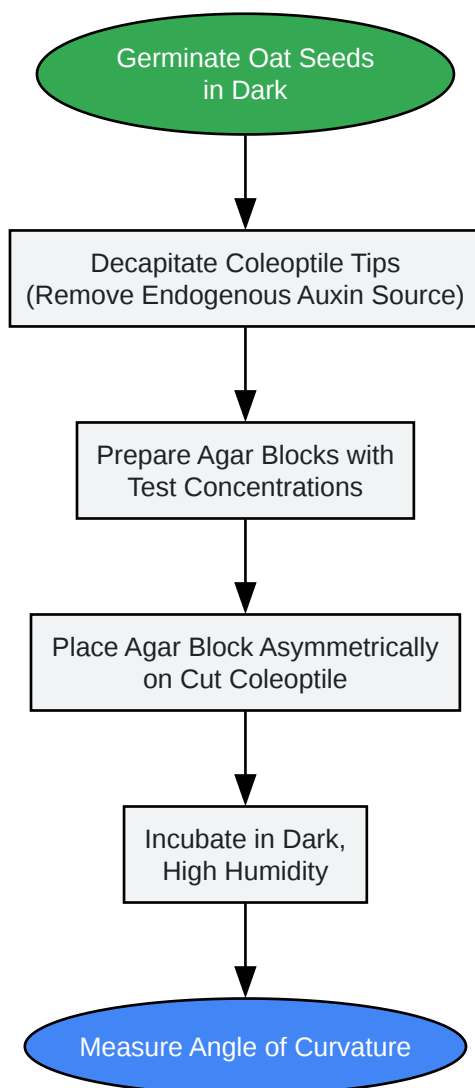 Germinate Oat Seeds
in Dark
Decapitate Coleoptile Tips
(Remove Endogenous Auxin Source)
Prepare Agar Blocks with
Test Concentrations
Place Agar Block Asymmetrically
on Cut Coleoptile
Incubate in Dark,
High Humidity
Measure Angle of Curvature